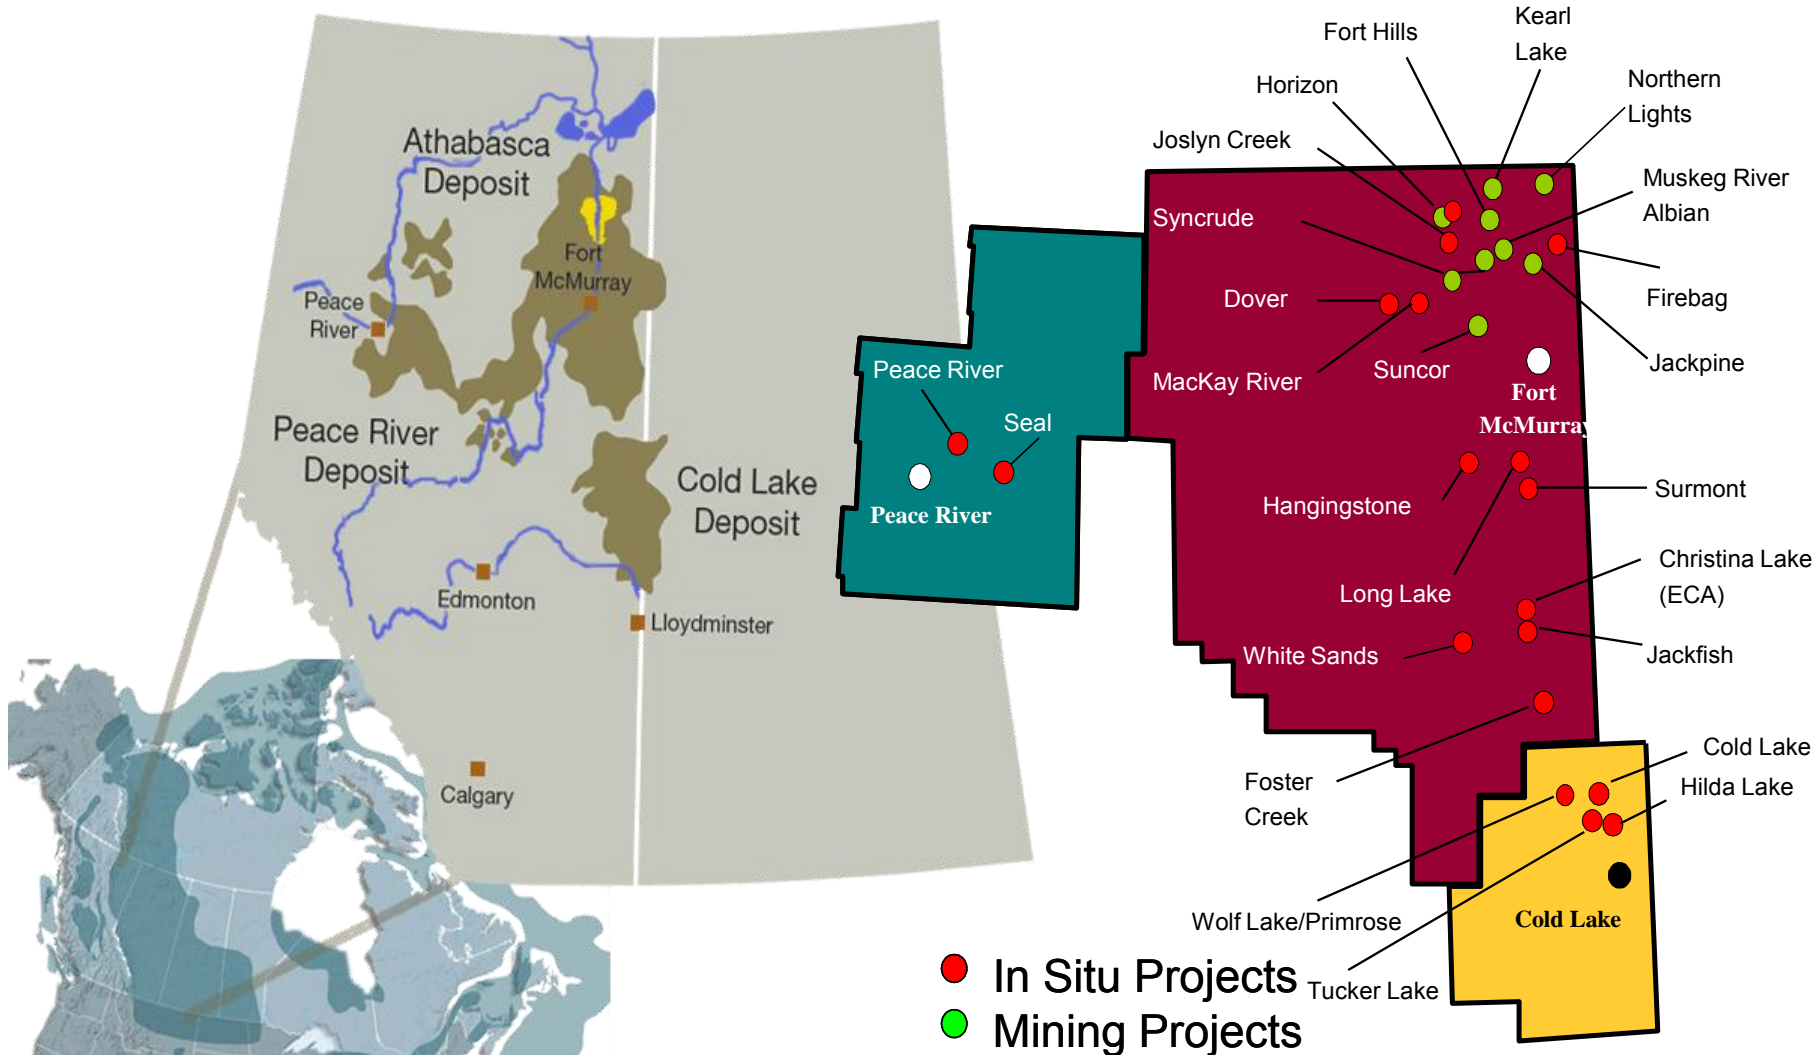 Athabasca
Deposit
Fort
McMurray
Peace
River
Peace River
Deposit
Cold Lake
Deposit
Edmonton
Lloydminster
Calgary
Kearl
Lake
Fort Hills
Horizon
Northern
Lights
Joslyn Creek
Muskeg River
Albian
Syncrude
Dover
Firebag
MacKay River
Suncor
Jackpine
Fort
McMurray
Peace River
Seal
Peace River
Hangingstone
Surmont
Long Lake
Christina Lake
(ECA)
White Sands
Jackfish
Foster
Creek
Cold Lake
Hilda Lake
Wolf Lake/Primrose
Cold Lake
Tucker Lake
In Situ Projects
Mining Projects